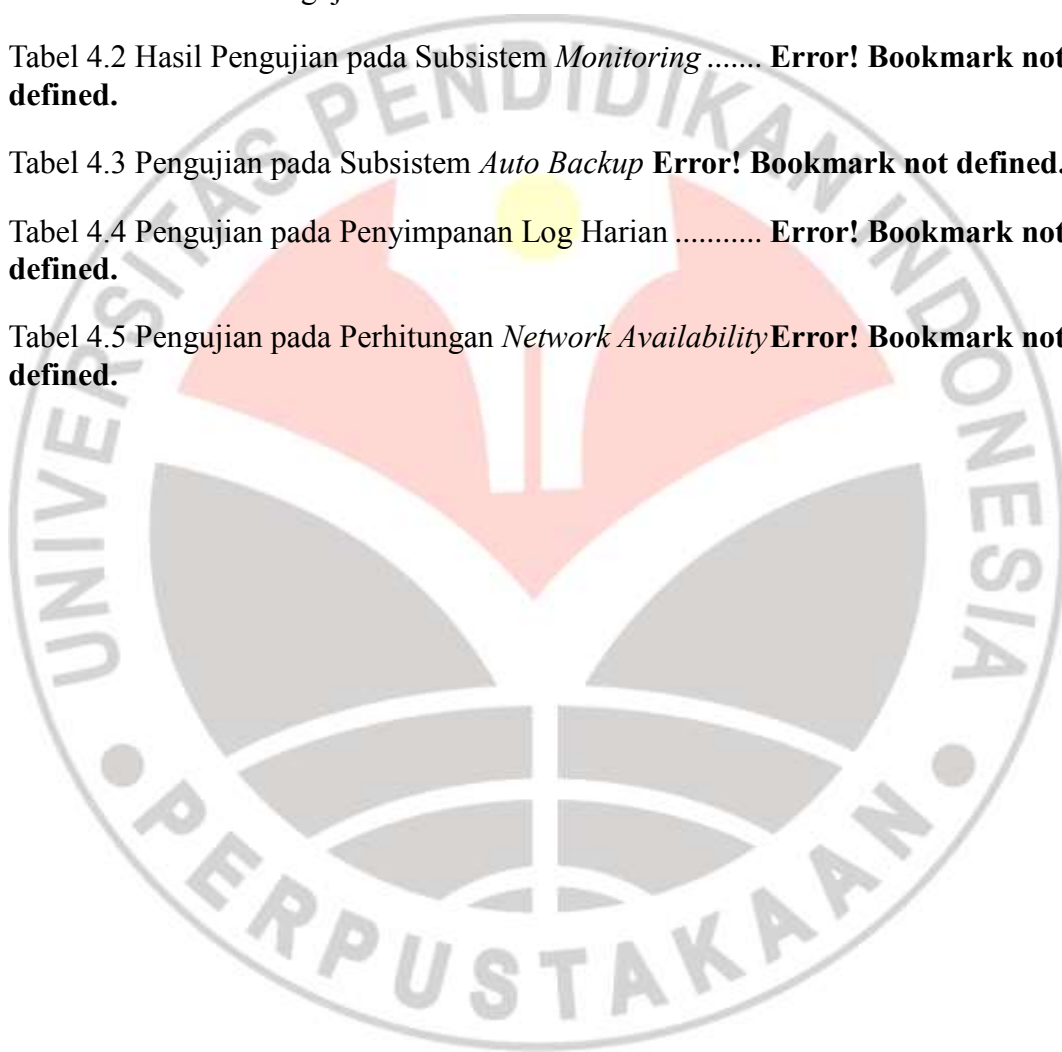 Tabel 4.2 Hasil Pengujian pada Subsistem Monitoring ....... Error! Bookmark not
defined.
Tabel 4.3 Pengujian pada Subsistem Auto Backup Error! Bookmark not defined.
Tabel 4.4 Pengujian pada Penyimpanan Log Harian ........... Error! Bookmark not
defined.
Tabel 4.5 Pengujian pada Perhitungan Network AvailabilityError! Bookmark not
defined.
UNIVERSITAS PENDIDIKAN INDONESIA
PERPUSTAKAAN